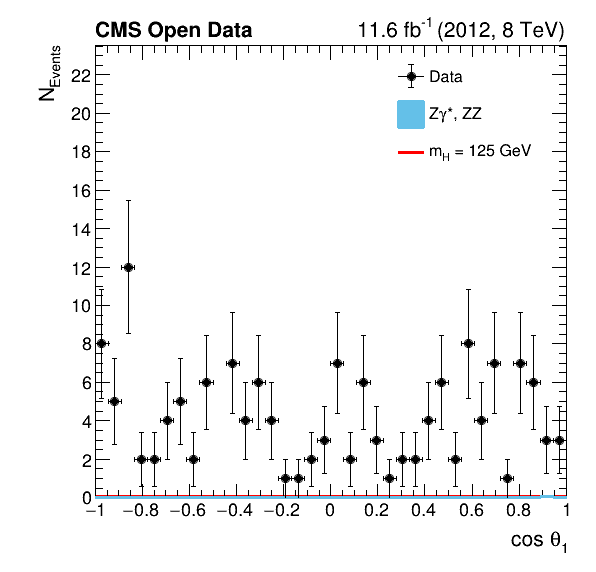 CMS Open Data 11.6 fb⁻¹ (2012, 8 TeV)
N_Events
Data
Zγ*, ZZ
m_H = 125 GeV
22
20
18
16
14
12
10
8
6
4
2
0
−1 −0.8 −0.6 −0.4 −0.2 0 0.2 0.4 0.6 0.8 1
cos θ₁